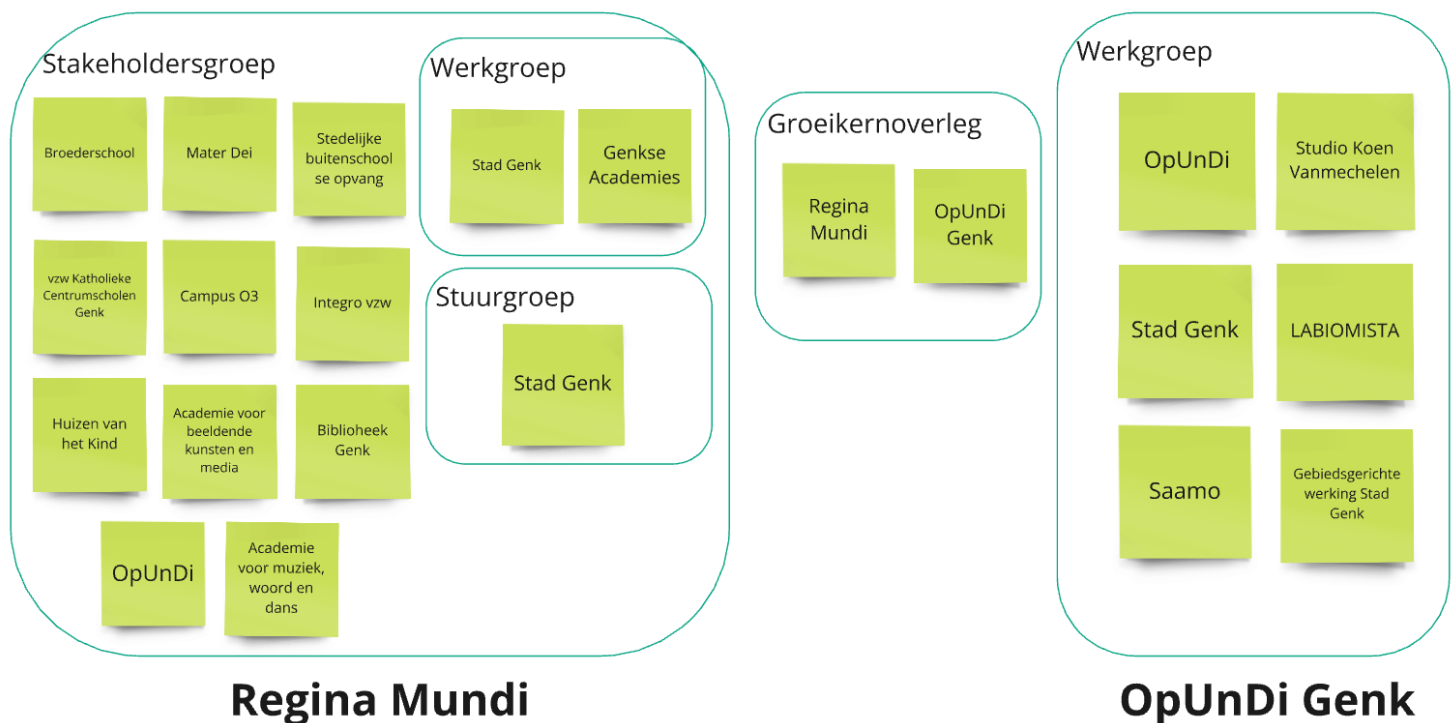 Stakeholdersgroep
Broederschool
Mater Dei
Stedelijke
buitenschool
se opvang
vzw Katholieke
Centrumscholen
Genk
Campus O3
Integro vzw
Huizen van
het Kind
Academie voor
beeldende
kunsten en
media
Biblioheek
Genk
OpUnDi
Academie
voor muziek,
woord en
dans
Werkgroep
Stad Genk
Genkse
Academies
Stuurgroep
Stad Genk
Regina Mundi
Groeikernoverleg
Regina
Mundi
OpUnDi
Genk
Werkgroep
OpUnDi
Studio Koen
Vanmechelen
Stad Genk
LABIOMISTA
Saamo
Gebiedsgerichte
werking Stad
Genk
OpUnDi Genk